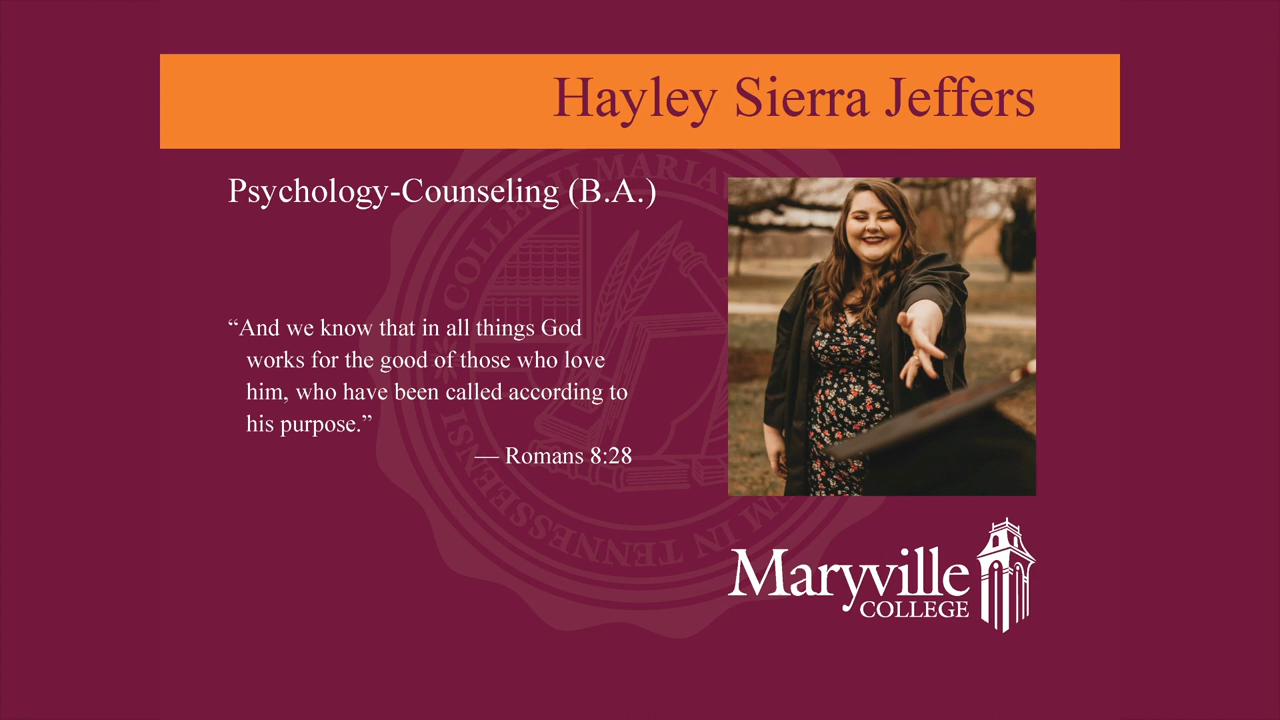 Hayley Sierra Jeffers
Psychology-Counseling (B.A.)
“And we know that in all things God
works for the good of those who love
him, who have been called according to
his purpose.”
— Romans 8:28
Maryville
COLLEGE